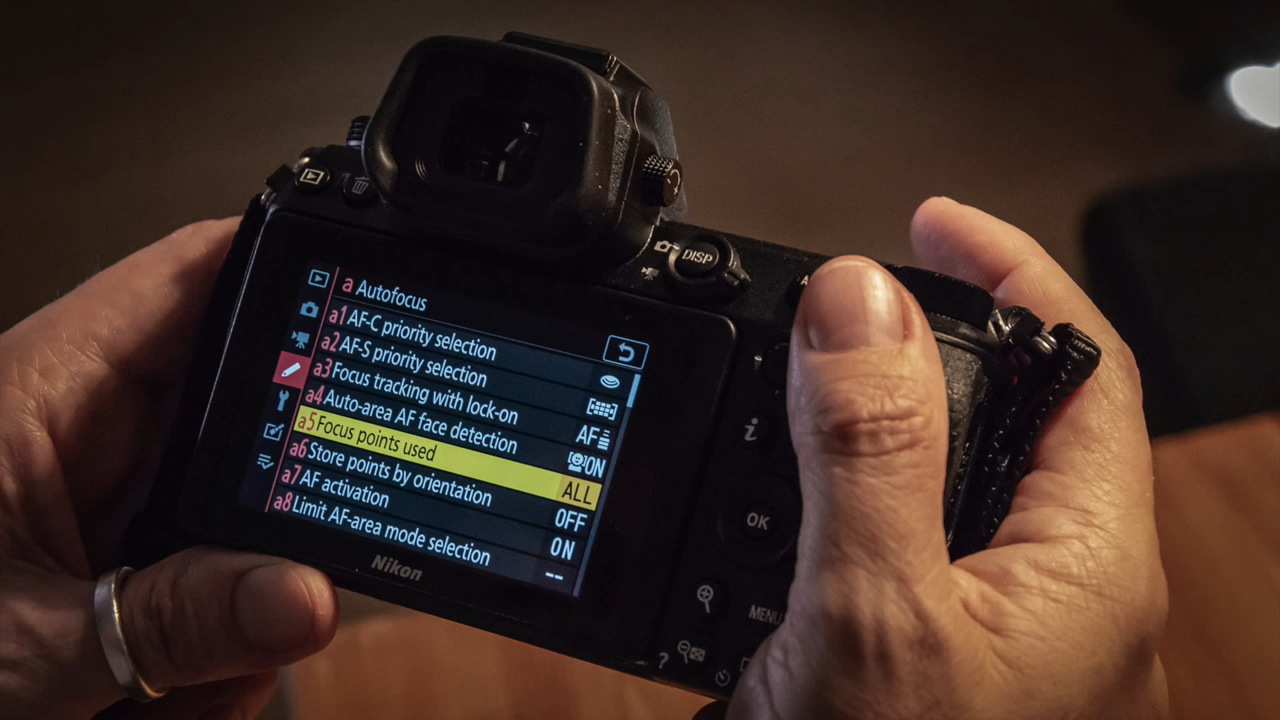 DISP
a Autofocus
a1 AF-C priority selection
a2 AF-S priority selection
a3 Focus tracking with lock-on
AF
a4 Auto-area AF face detection
ON
a5 Focus points used
ALL
a6 Store points by orientation
OFF
a7 AF activation
ON
a8 Limit AF-area mode selection
--
Nikon
i
OK
MENU
?